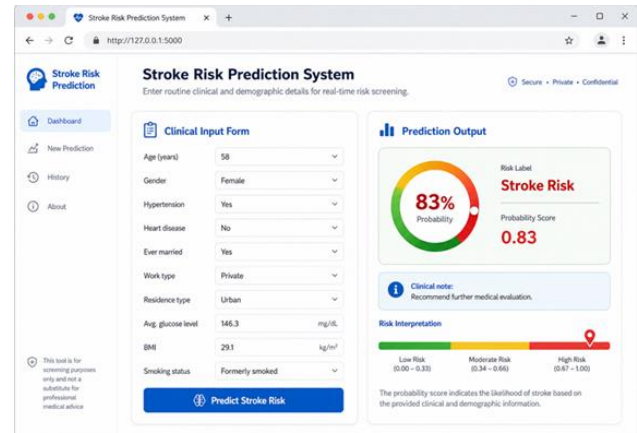 Stroke Risk Prediction System
http://127.0.0.1:5000
Stroke Risk
Prediction
Dashboard
New Prediction
History
About
This tool is for
screening purposes
only and not a
substitute for
professional
medical advice
Stroke Risk Prediction System
Enter routine clinical and demographic details for real-time risk screening.
Secure • Private • Confidential
Clinical Input Form
Age (years) 58
Gender Female
Hypertension Yes
Heart disease No
Ever married Yes
Work type Private
Residence type Urban
Avg. glucose level 146.3 mg/dL
BMI 29.1 kg/m²
Smoking status Formerly smoked
Predict Stroke Risk
Prediction Output
83%
Probability
Risk Label
Stroke Risk
Probability Score
0.83
Clinical note:
Recommend further medical evaluation.
Risk Interpretation
Low Risk Moderate Risk High Risk
(0.00 – 0.33) (0.34 – 0.66) (0.67 – 1.00)
The probability score indicates the likelihood of stroke based on
the provided clinical and demographic information.